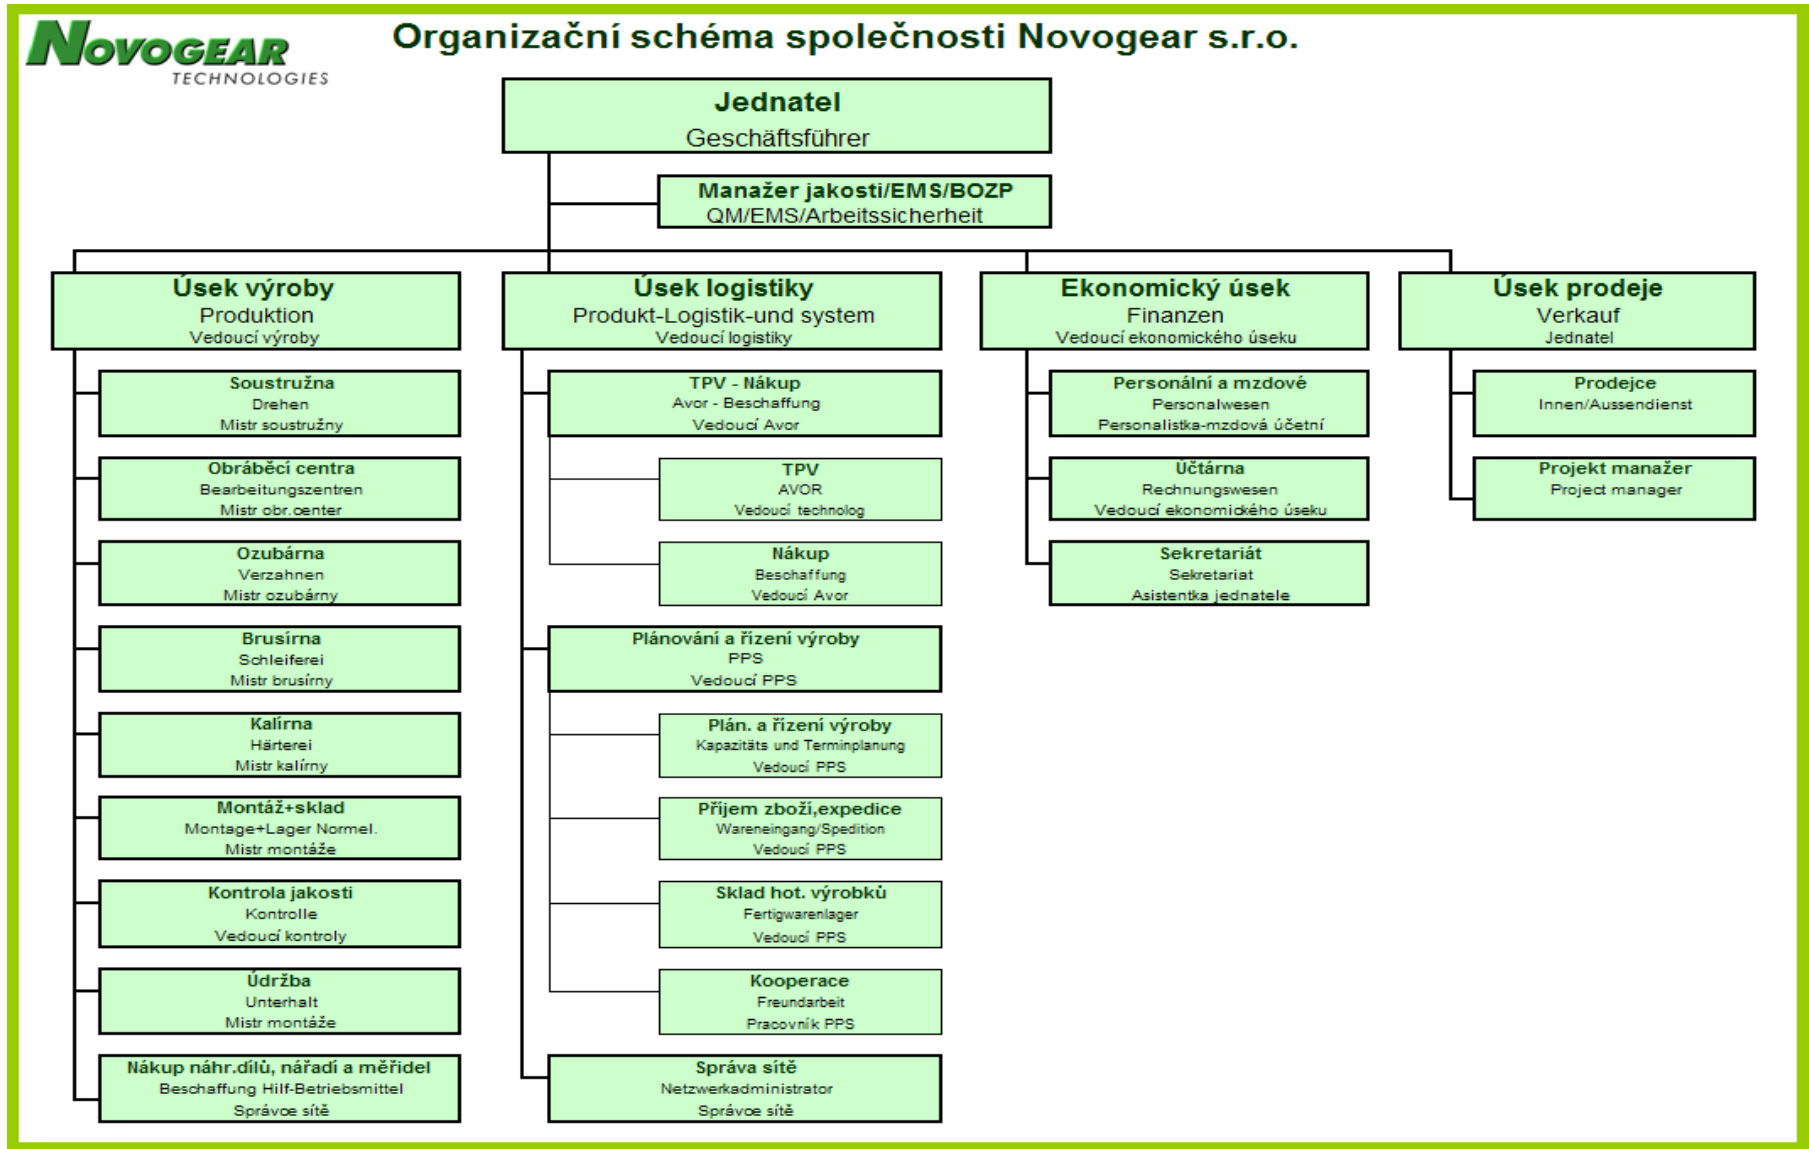 NOVOGEAR
TECHNOLOGIES
Organizační schéma společnosti Novogear s.r.o.
Jednatel
Geschäftsführer
Manažer jakosti/EMS/BOZP
QM/EMS/Arbeitssicherheit
Úsek výroby
Produktion
Vedoucí výroby
Soustružna
Drehen
Mistr soustružny
Obráběcí centra
Bearbeitungszentren
Mistr obr.center
Ozubárna
Verzahnen
Mistr ozubárny
Brusírna
Schleiferei
Mistr brusírny
Kalírna
Härterei
Mistr kalírny
Montáž+sklad
Montage+Lager Normel.
Mistr montáže
Kontrola jakosti
Kontrolle
Vedoucí kontroly
Údržba
Unterhalt
Mistr montáže
Nákup náhr.dílů, nářadí a měřidel
Beschaffung Hilf-Betriebsmittel
Správce sítě
Úsek logistiky
Produkt-Logistik-und system
Vedoucí logistiky
TPV - Nákup
Avor - Beschaffung
Vedoucí Avor
TPV
AVOR
Vedoucí technolog
Nákup
Beschaffung
Vedoucí Avor
Plánování a řízení výroby
PPS
Vedoucí PPS
Plán. a řízení výroby
Kapazitäts und Terminplanung
Vedoucí PPS
Příjem zboží,expedice
Wareneingang/Spedition
Vedoucí PPS
Sklad hot. výrobků
Fertigwarenlager
Vedoucí PPS
Kooperace
Freundarbeit
Pracovník PPS
Správa sítě
Netzwerkadministrator
Správce sítě
Ekonomický úsek
Finanzen
Vedoucí ekonomického úseku
Personální a mzdové
Personalwesen
Personalistka-mzdová účetní
Účtárna
Rechnungswesen
Vedoucí ekonomického úseku
Sekretariát
Sekretariat
Asistentka jednatele
Úsek prodeje
Verkauf
Jednatel
Prodejce
Innen/Aussendienst
Projekt manažer
Project manager